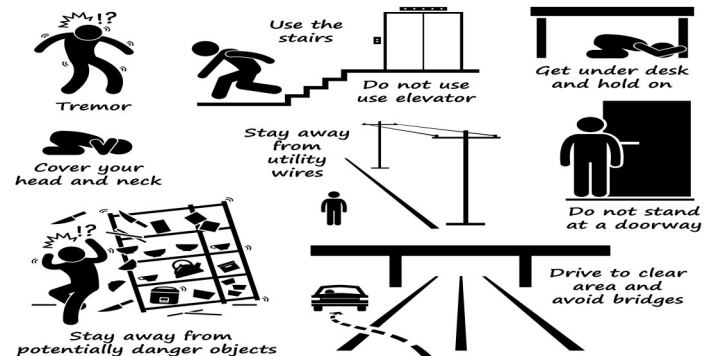 !?
Tremor
Use the
stairs
Do not use
use elevator
Get under desk
and hold on
Cover your
head and neck
Stay away
from
utility
wires
Do not stand
at a doorway
!?
Stay away from
potentially danger objects
Drive to clear
area and
avoid bridges